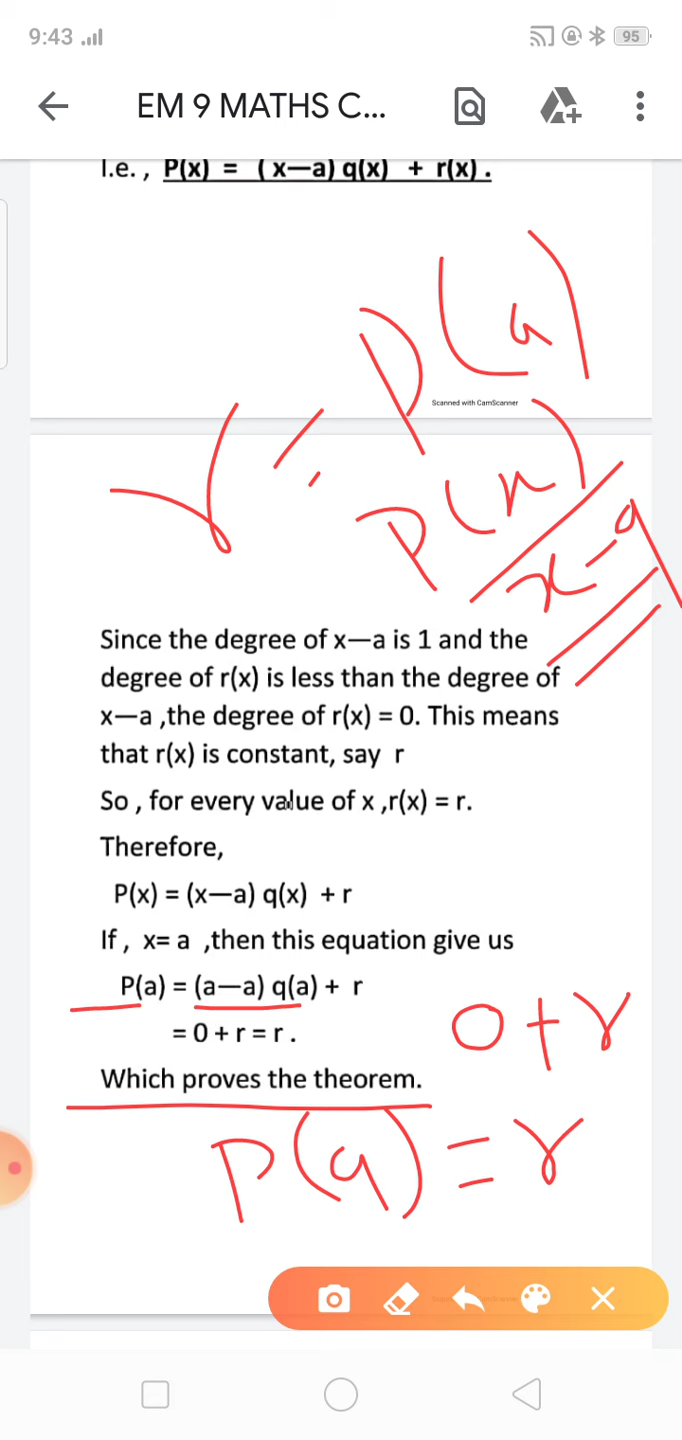 9:43
95
EM 9 MATHS C...
I.e. , P(x) = (x—a) q(x) + r(x) .
P(a)
Scanned with CamScanner
r =
P(x)
x-a
Since the degree of x—a is 1 and the
degree of r(x) is less than the degree of
x—a ,the degree of r(x) = 0. This means
that r(x) is constant, say r
So , for every value of x ,r(x) = r.
Therefore,
P(x) = (x—a) q(x) + r
If , x= a ,then this equation give us
P(a) = (a—a) q(a) + r
= 0 + r = r .
0+r
Which proves the theorem.
P(a) = r